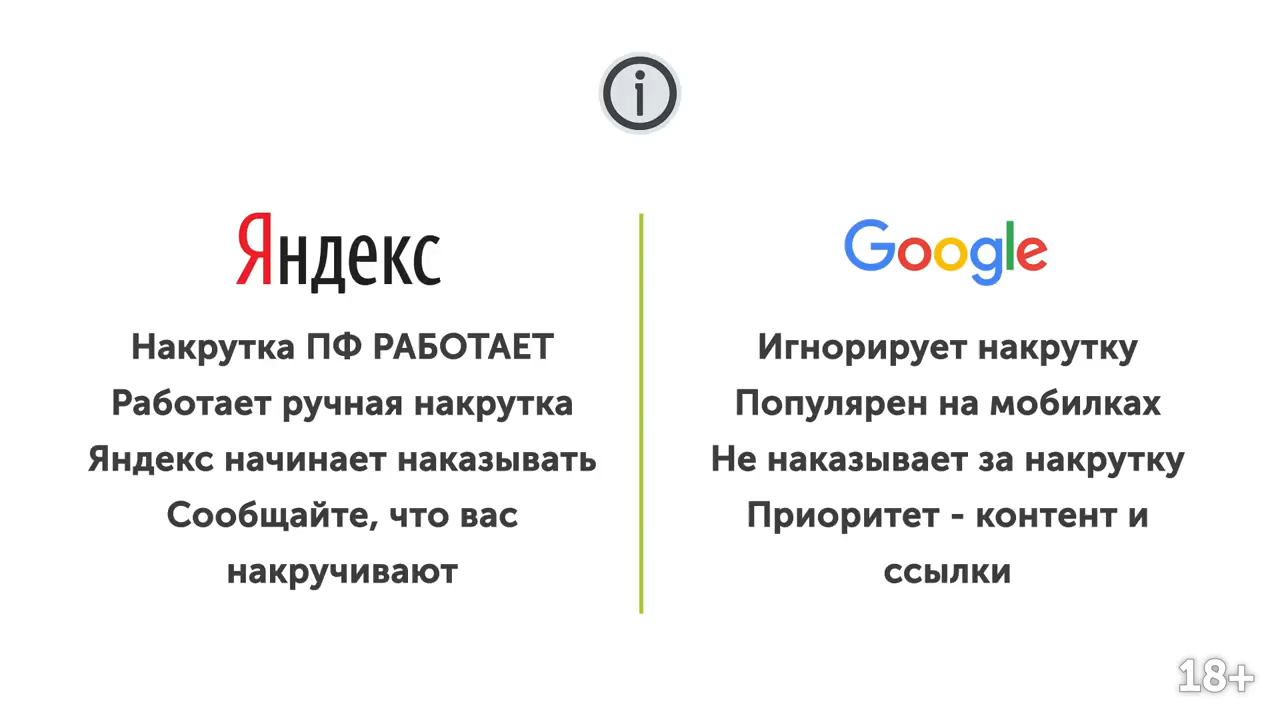 i
Яндекс
Накрутка ПФ РАБОТАЕТ
Работает ручная накрутка
Яндекс начинает наказывать
Сообщайте, что вас
накручивают
Google
Игнорирует накрутку
Популярен на мобилках
Не наказывает за накрутку
Приоритет - контент и
ссылки
18+